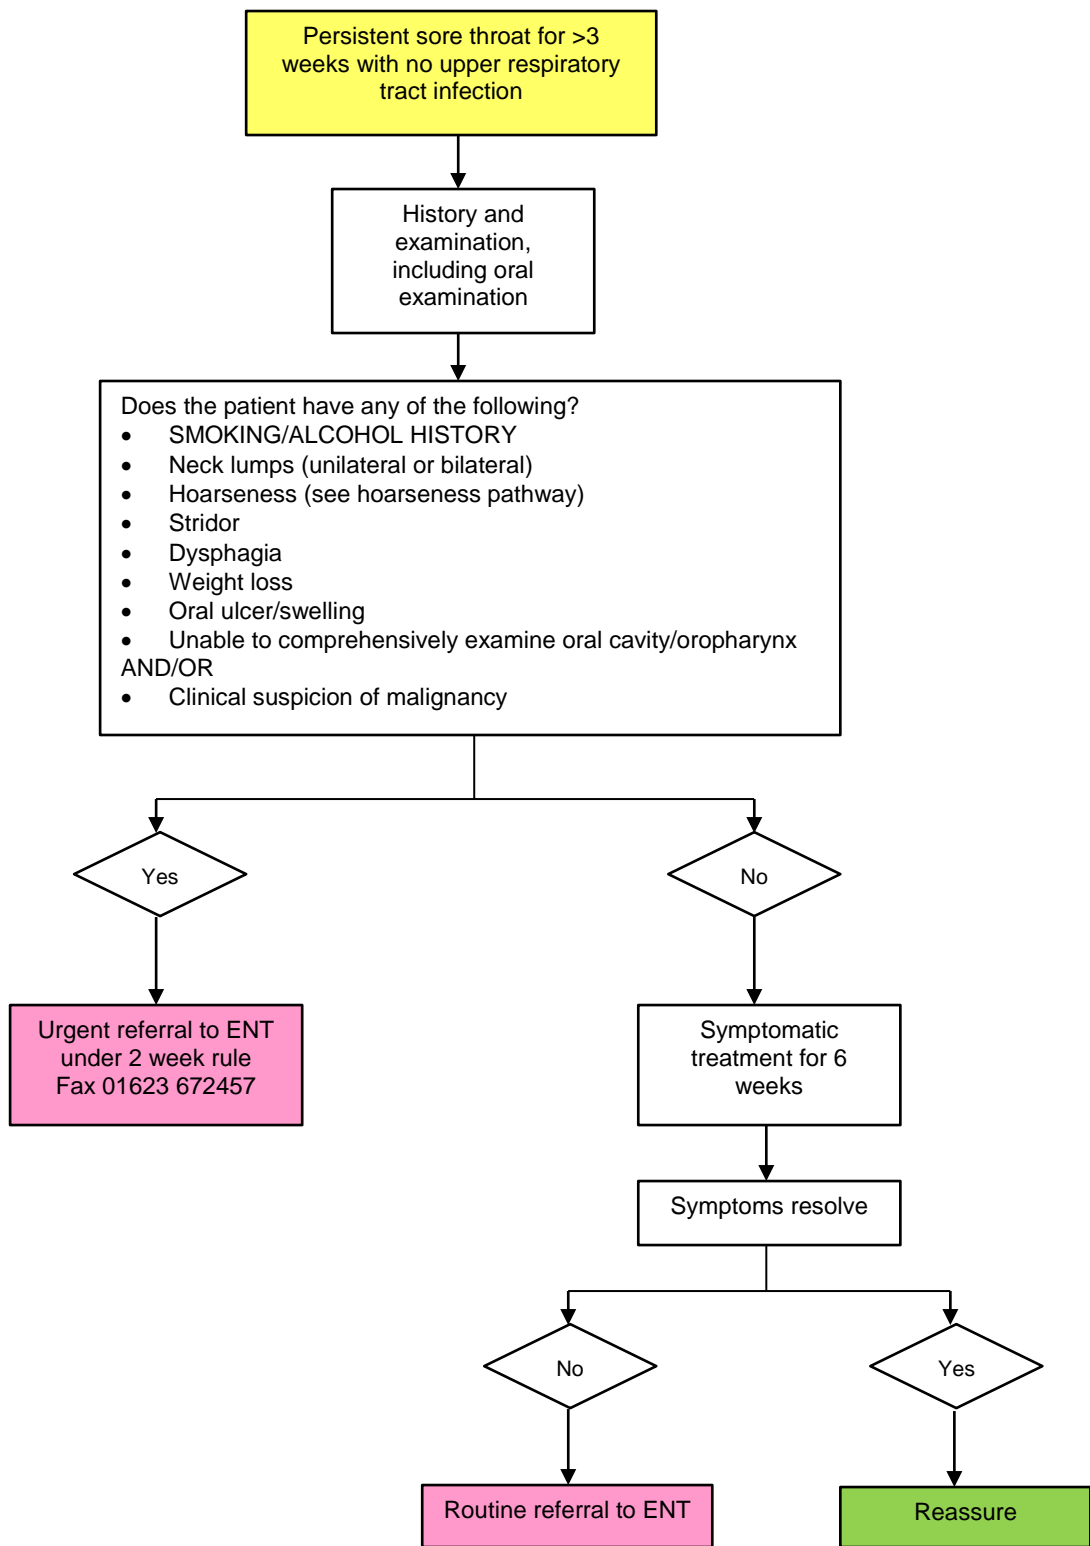 Persistent sore throat for >3
weeks with no upper respiratory
tract infection
History and
examination,
including oral
examination
Does the patient have any of the following?
• SMOKING/ALCOHOL HISTORY
• Neck lumps (unilateral or bilateral)
• Hoarseness (see hoarseness pathway)
• Stridor
• Dysphagia
• Weight loss
• Oral ulcer/swelling
• Unable to comprehensively examine oral cavity/oropharynx
AND/OR
• Clinical suspicion of malignancy
Yes
No
Urgent referral to ENT
under 2 week rule
Fax 01623 672457
Symptomatic
treatment for 6
weeks
Symptoms resolve
No
Yes
Routine referral to ENT
Reassure